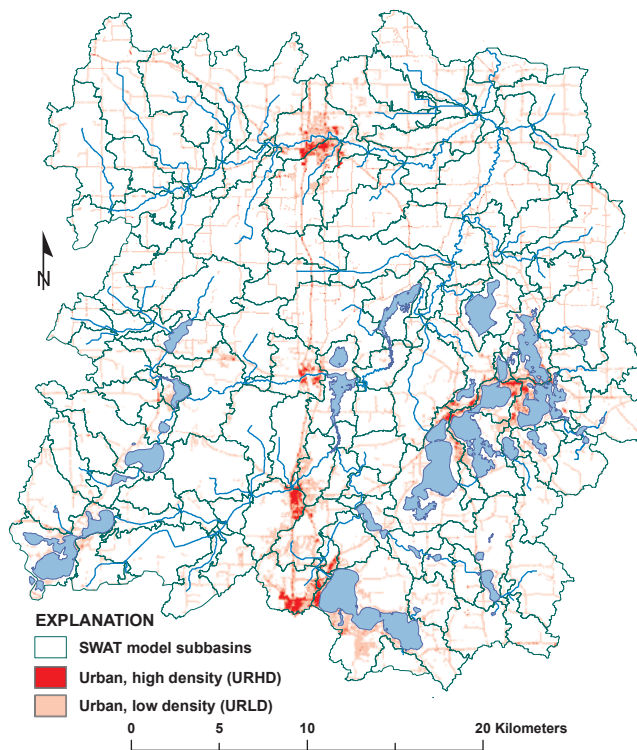 N
EXPLANATION
SWAT model subbasins
Urban, high density (URHD)
Urban, low density (URLD)
0 5 10 20 Kilometers